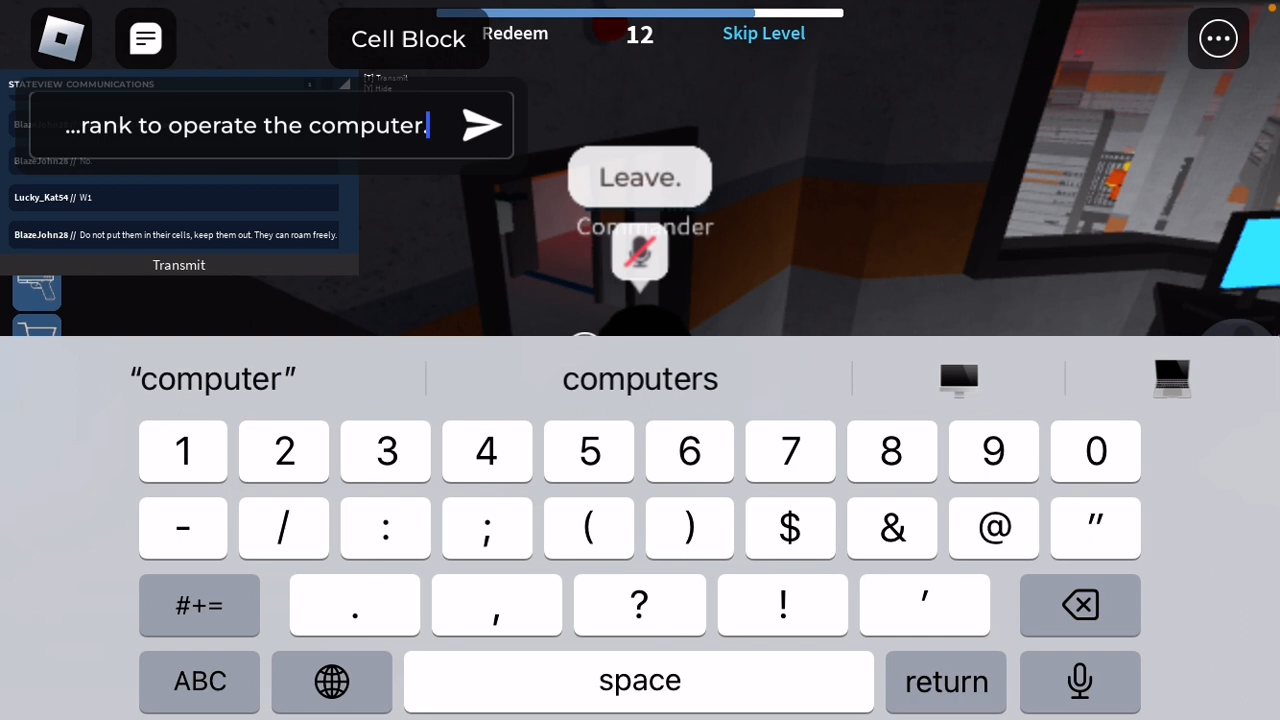 Cell Block
Redeem
12
Skip Level
STATEVIEW COMMUNICATIONS
[T] Transmit
[Y] Hide
...rank to operate the computer.
BlazeJohn28 // No.
Lucky_Kat54 // W1
BlazeJohn28 // Do not put them in their cells, keep them out. They can roam freely.
Transmit
Leave.
Commander
“computer”
computers
1 2 3 4 5 6 7 8 9 0
- / : ; ( ) $ & @ "
#+= . , ? ! '
ABC space return